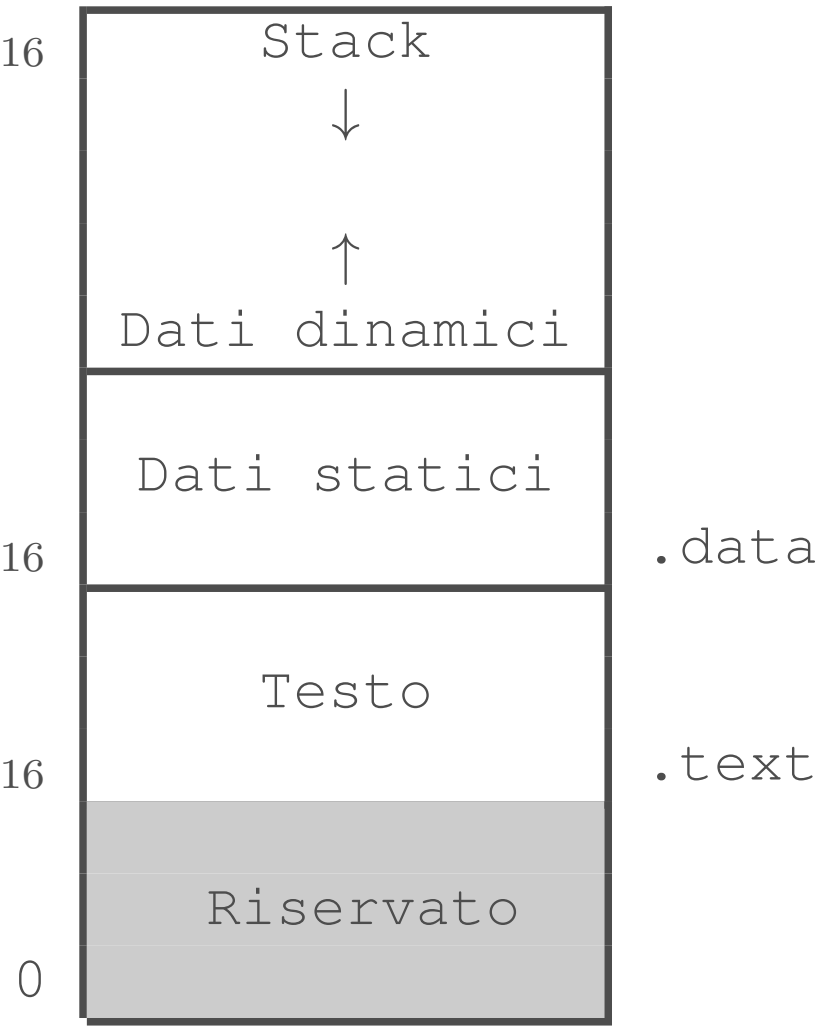 16
Stack
↓
↑
Dati dinamici
Dati statici
16
.data
Testo
16
.text
Riservato
0